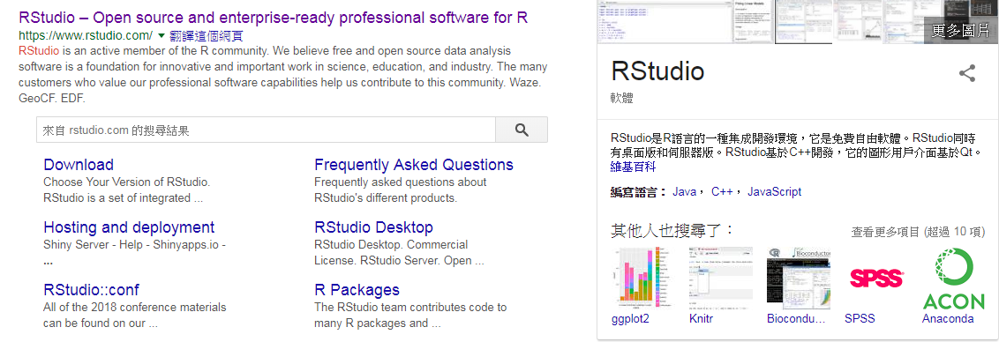 RStudio – Open source and enterprise-ready professional software for R
https://www.rstudio.com/ ▼ 翻譯這個網頁
RStudio is an active member of the R community. We believe free and open source data analysis
software is a foundation for innovative and important work in science, education, and industry. The many
customers who value our professional software capabilities help us contribute to this community. Waze.
GeoCF. EDF.
來自 rstudio.com 的搜尋結果
Download
Choose Your Version of RStudio.
RStudio is a set of integrated ...
Frequently Asked Questions
Frequently asked questions about
RStudio's different products.
Hosting and deployment
Shiny Server - Help - Shinyapps.io -
...
RStudio Desktop
RStudio Desktop. Commercial
License. RStudio Server. Open ...
RStudio::conf
All of the 2018 conference materials
can be found on our ...
R Packages
The RStudio team contributes code to
many R packages and ...
更多圖片
RStudio
軟體
RStudio是R語言的一種集成開發環境，它是免費自由軟體。RStudio同時
有桌面版和伺服器版。RStudio基於C++開發，它的圖形用戶介面基於Qt。
維基百科
編寫語言： Java， C++， JavaScript
其他人也搜尋了：
查看更多項目 (超過 10 項)
R Bioconductor
SPSS
ACON
ggplot2
Knitr
Biocondu...
SPSS
Anaconda